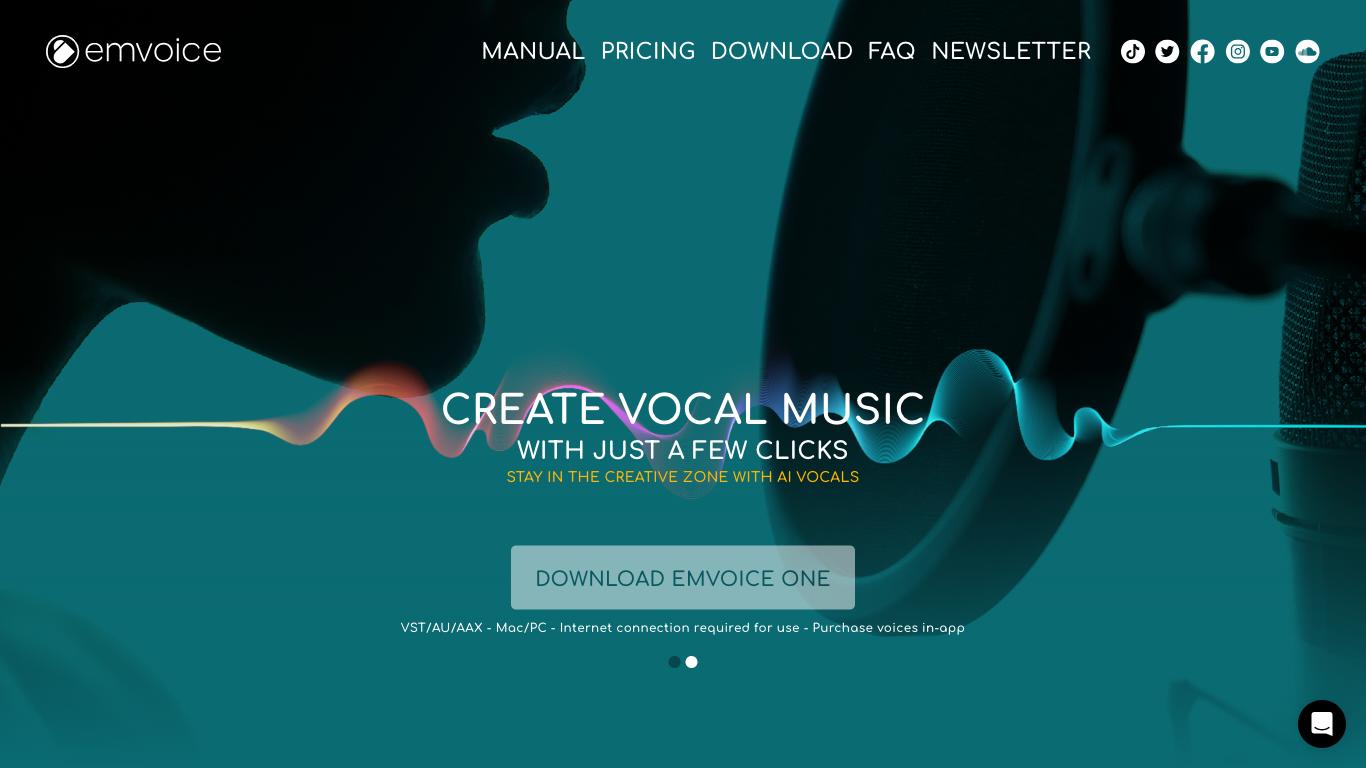 emvoice
MANUAL PRICING DOWNLOAD FAQ NEWSLETTER
CREATE VOCAL MUSIC
WITH JUST A FEW CLICKS
STAY IN THE CREATIVE ZONE WITH AI VOCALS
DOWNLOAD EMVOICE ONE
VST/AU/AAX - Mac/PC - Internet connection required for use - Purchase voices in-app